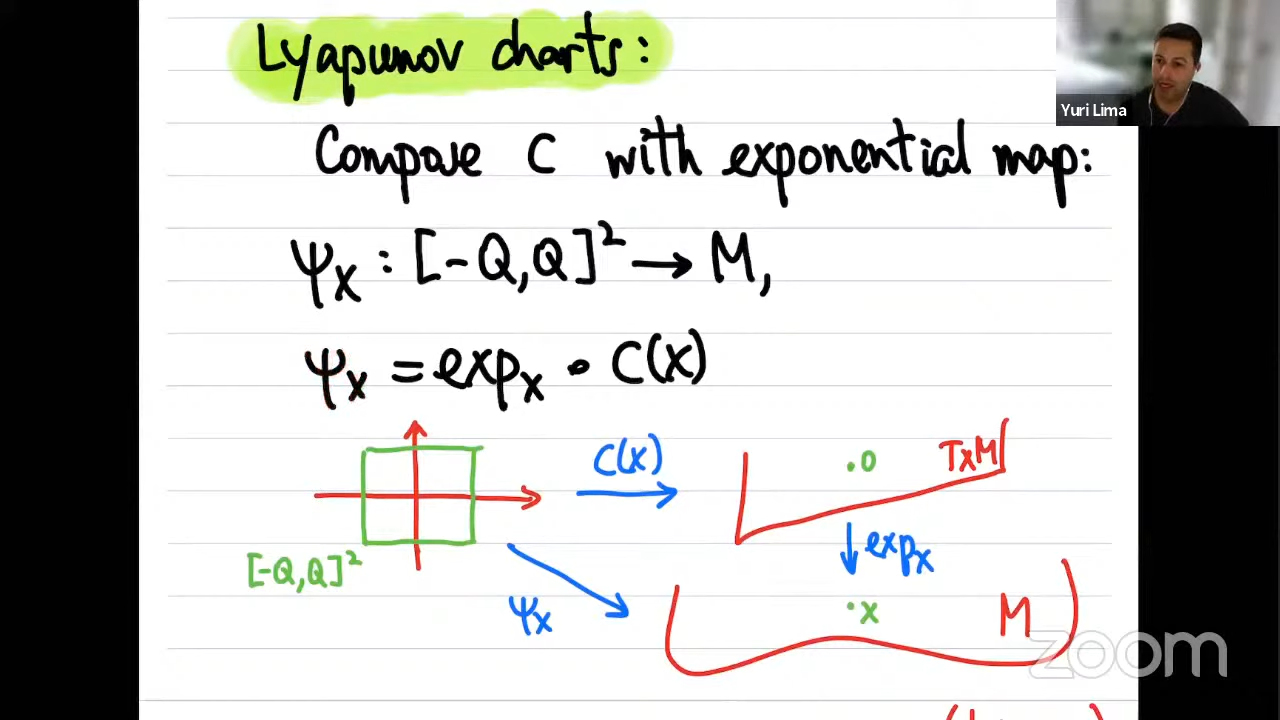 Lyapunov charts:
Yuri Lima
Compose C with exponential map:
Ψx : [-Q,Q]² → M,
Ψx = expx ∘ C(x)
C(x)
.0
TxM
↓ expx
[-Q,Q]²
Ψx
·x
M
zoom